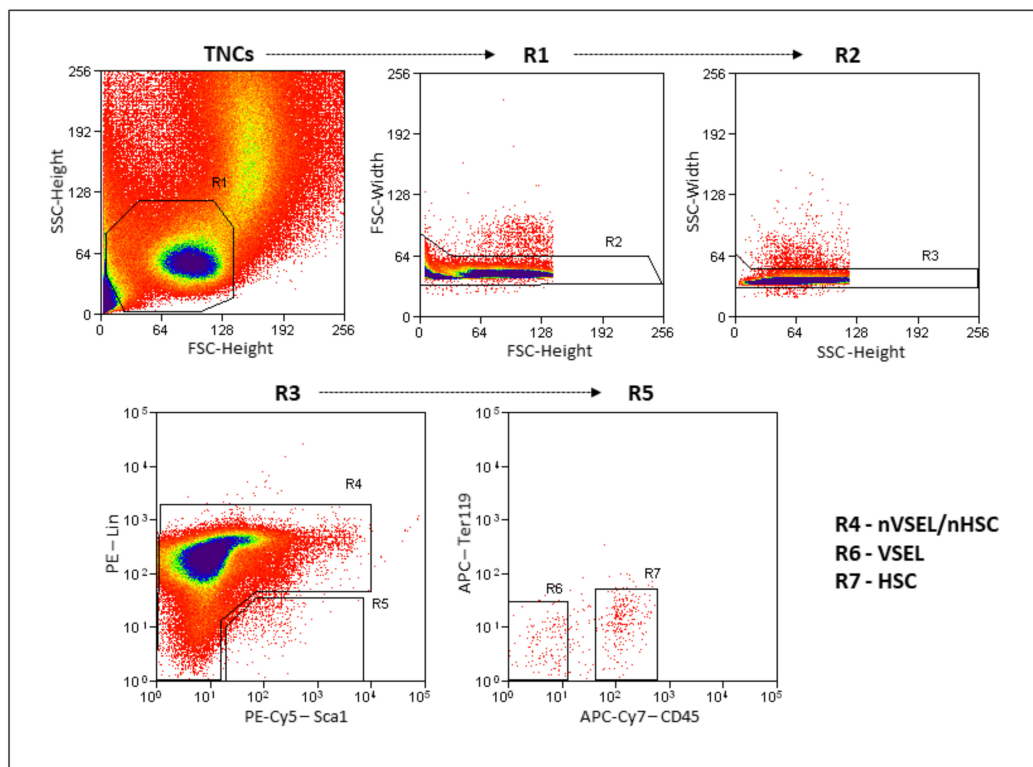 TNCs R1 R2
256 256 256
192 192 192
128 128 128
64 64 64
0 0 0
SSC-Height FSC-Width SSC-Width
R1 R2 R3
0 64 128 192 256 0 64 128 192 256 0 64 128 192 256
FSC-Height FSC-Height SSC-Height
R3 R5
10⁵ 10⁵
10⁴ 10⁴
10³ 10³
10² 10²
10¹ 10¹
10⁰ 10⁰
PE – Lin APC – Ter119
R4 R5 R6 R7
10⁰ 10¹ 10² 10³ 10⁴ 10⁵ 10⁰ 10¹ 10² 10³ 10⁴ 10⁵
PE-Cy5 – Sca1 APC-Cy7 – CD45
R4 - nVSEL/nHSC
R6 - VSEL
R7 - HSC